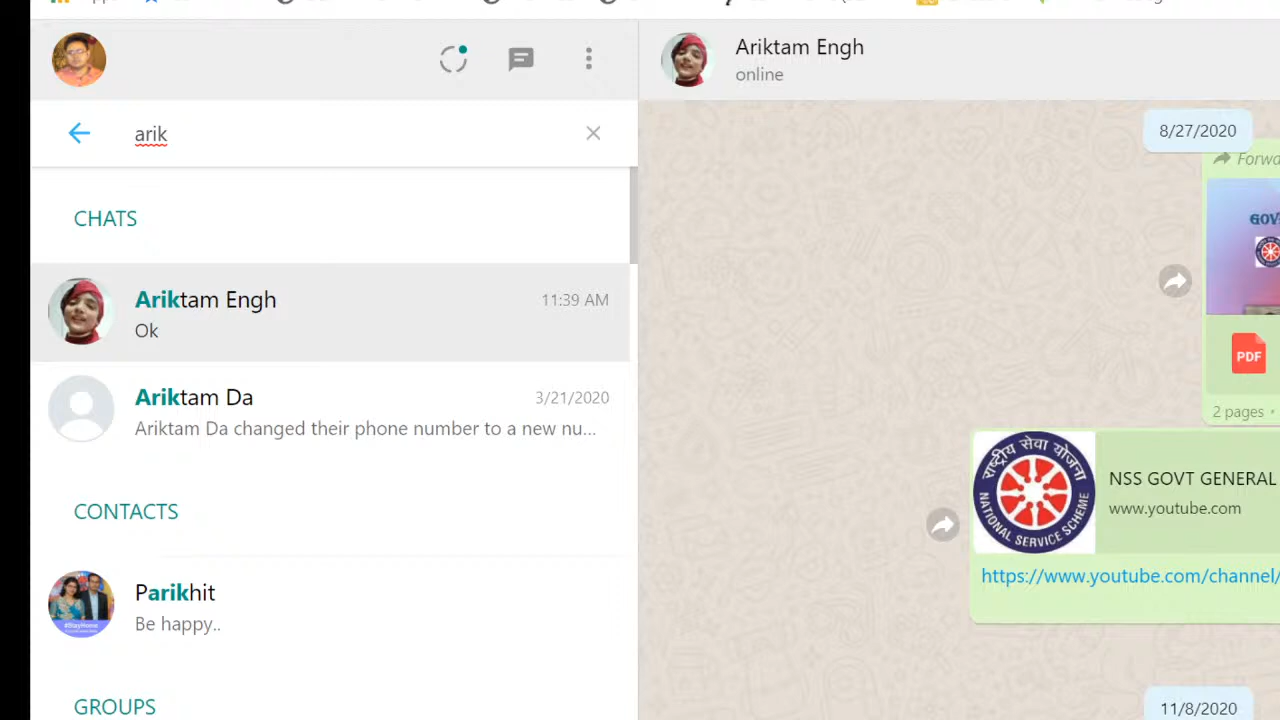 arik
CHATS
Ariktam Engh
11:39 AM
Ok
Ariktam Da
3/21/2020
Ariktam Da changed their phone number to a new nu...
CONTACTS
Parikhit
Be happy..
GROUPS
Ariktam Engh
online
8/27/2020
Forwa
GOV
PDF
2 pages •
राष्ट्रीय सेवा योजना
NATIONAL SERVICE SCHEME
NSS GOVT GENERAL
www.youtube.com
https://www.youtube.com/channel/
11/8/2020